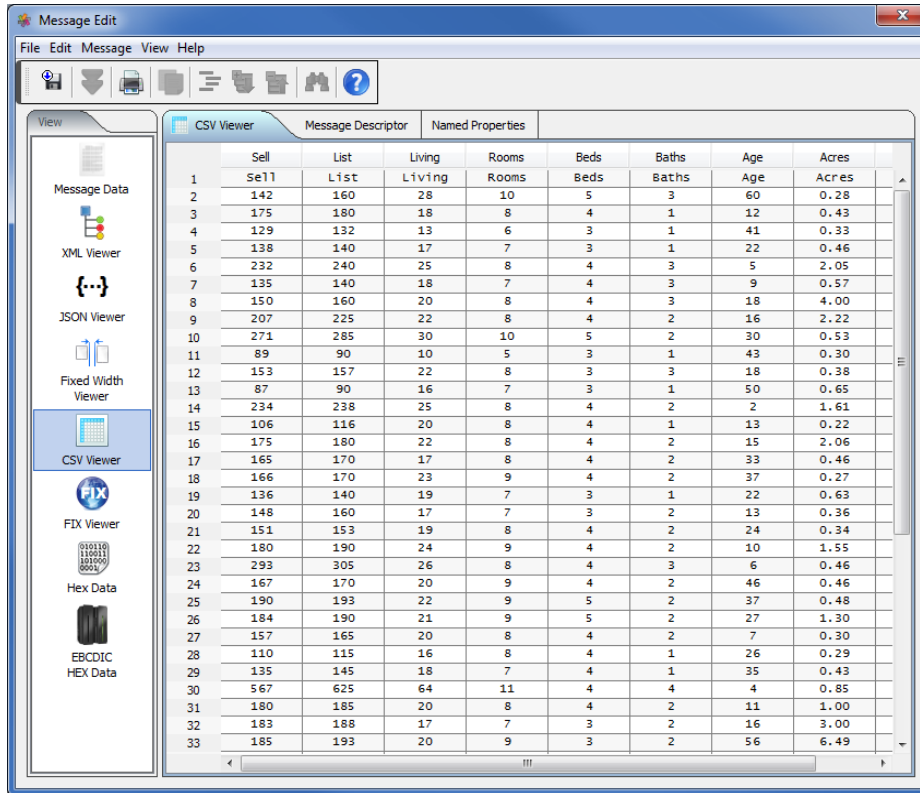 Message Edit
File Edit Message View Help
View
Message Data
XML Viewer
{...}
JSON Viewer
Fixed Width
Viewer
CSV Viewer
FIX
FIX Viewer
010110
110011
101000
0001
Hex Data
EBCDIC
HEX Data
CSV Viewer Message Descriptor Named Properties
Sell List Living Rooms Beds Baths Age Acres
1 Sell List Living Rooms Beds Baths Age Acres
2 142 160 28 10 5 3 60 0.28
3 175 180 18 8 4 1 12 0.43
4 129 132 13 6 3 1 41 0.33
5 138 140 17 7 3 1 22 0.46
6 232 240 25 8 4 3 5 2.05
7 135 140 18 7 4 3 9 0.57
8 150 160 20 8 4 3 18 4.00
9 207 225 22 8 4 2 16 2.22
10 271 285 30 10 5 2 30 0.53
11 89 90 10 5 3 1 43 0.30
12 153 157 22 8 3 3 18 0.38
13 87 90 16 7 3 1 50 0.65
14 234 238 25 8 4 2 2 1.61
15 106 116 20 8 4 1 13 0.22
16 175 180 22 8 4 2 15 2.06
17 165 170 17 8 4 2 33 0.46
18 166 170 23 9 4 2 37 0.27
19 136 140 19 7 3 1 22 0.63
20 148 160 17 7 3 2 13 0.36
21 151 153 19 8 4 2 24 0.34
22 180 190 24 9 4 2 10 1.55
23 293 305 26 8 4 3 6 0.46
24 167 170 20 9 4 2 46 0.46
25 190 193 22 9 5 2 37 0.48
26 184 190 21 9 5 2 27 1.30
27 157 165 20 8 4 2 7 0.30
28 110 115 16 8 4 1 26 0.29
29 135 145 18 7 4 1 35 0.43
30 567 625 64 11 4 4 4 0.85
31 180 185 20 8 4 2 11 1.00
32 183 188 17 7 3 2 16 3.00
33 185 193 20 9 3 2 56 6.49